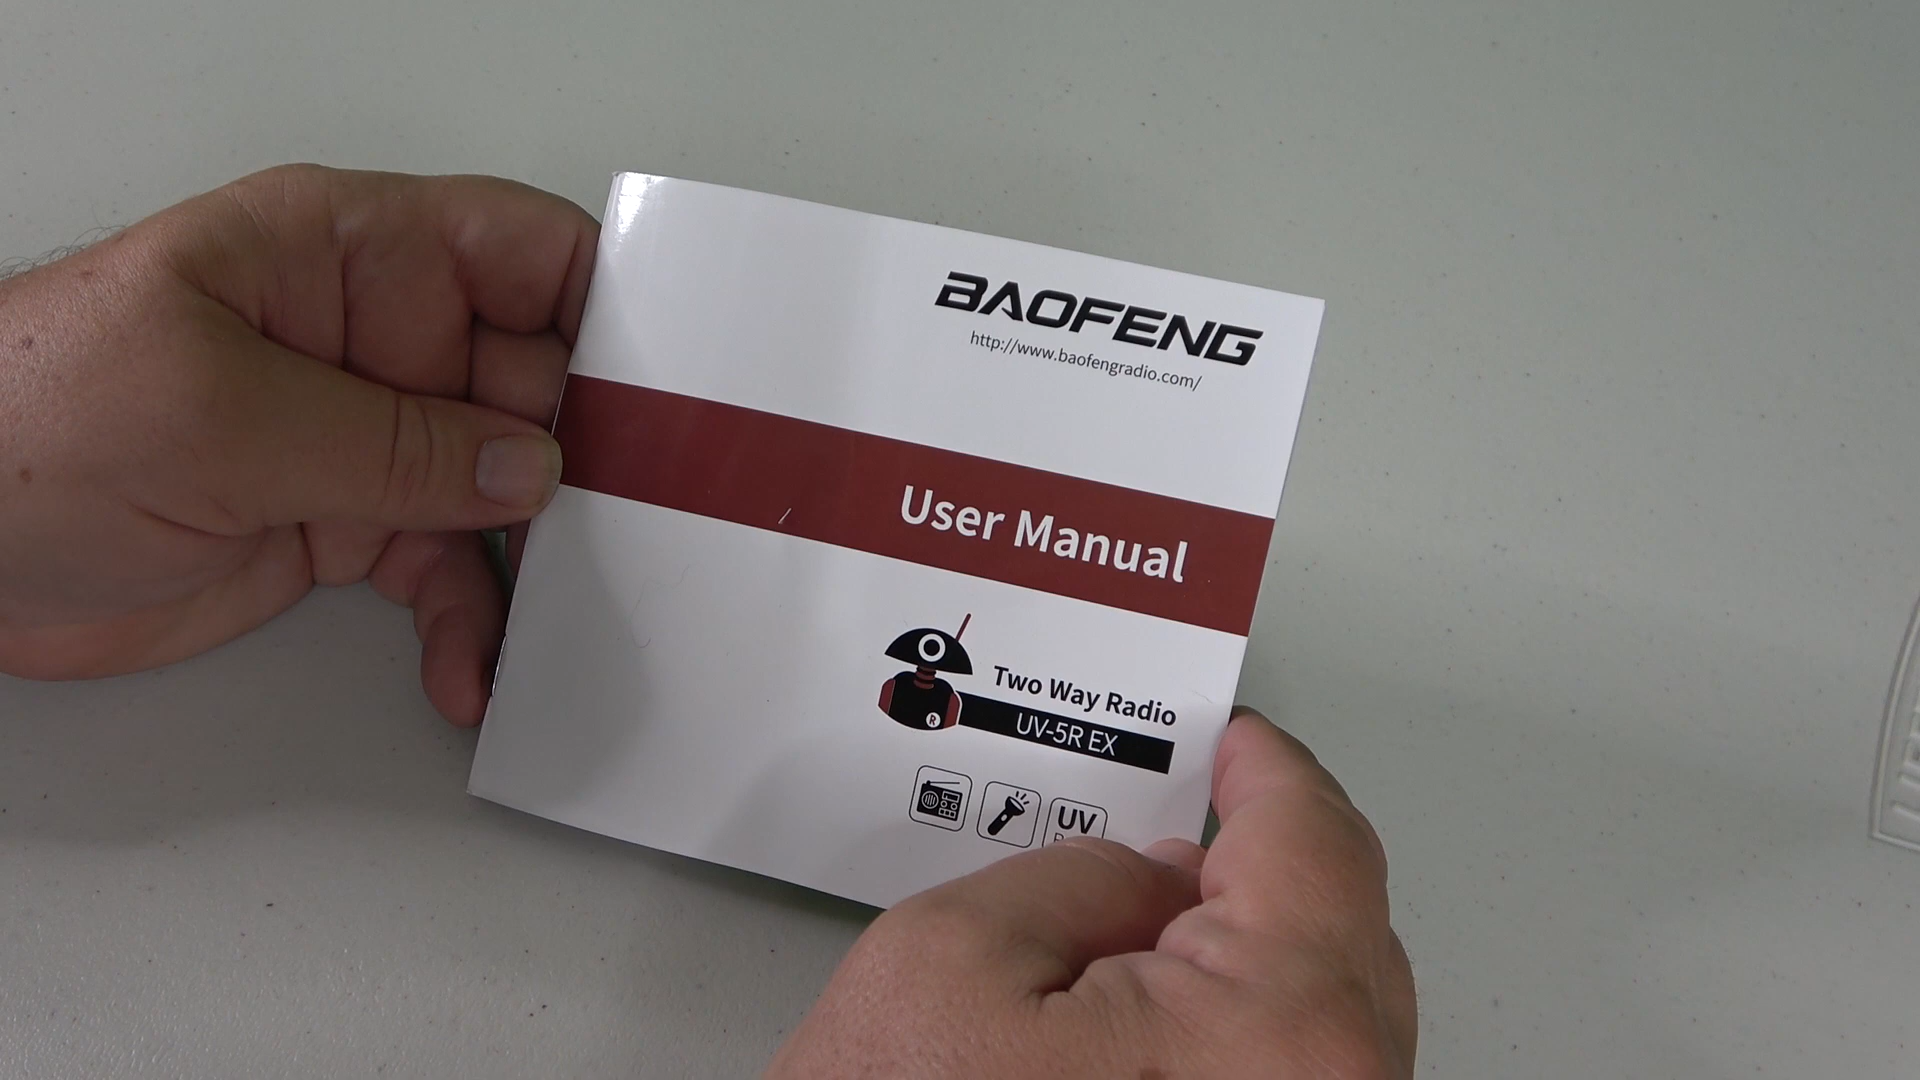 BAOFENG
http://www.baofengradio.com/
User Manual
Two Way Radio
UV-5R EX
R
UV